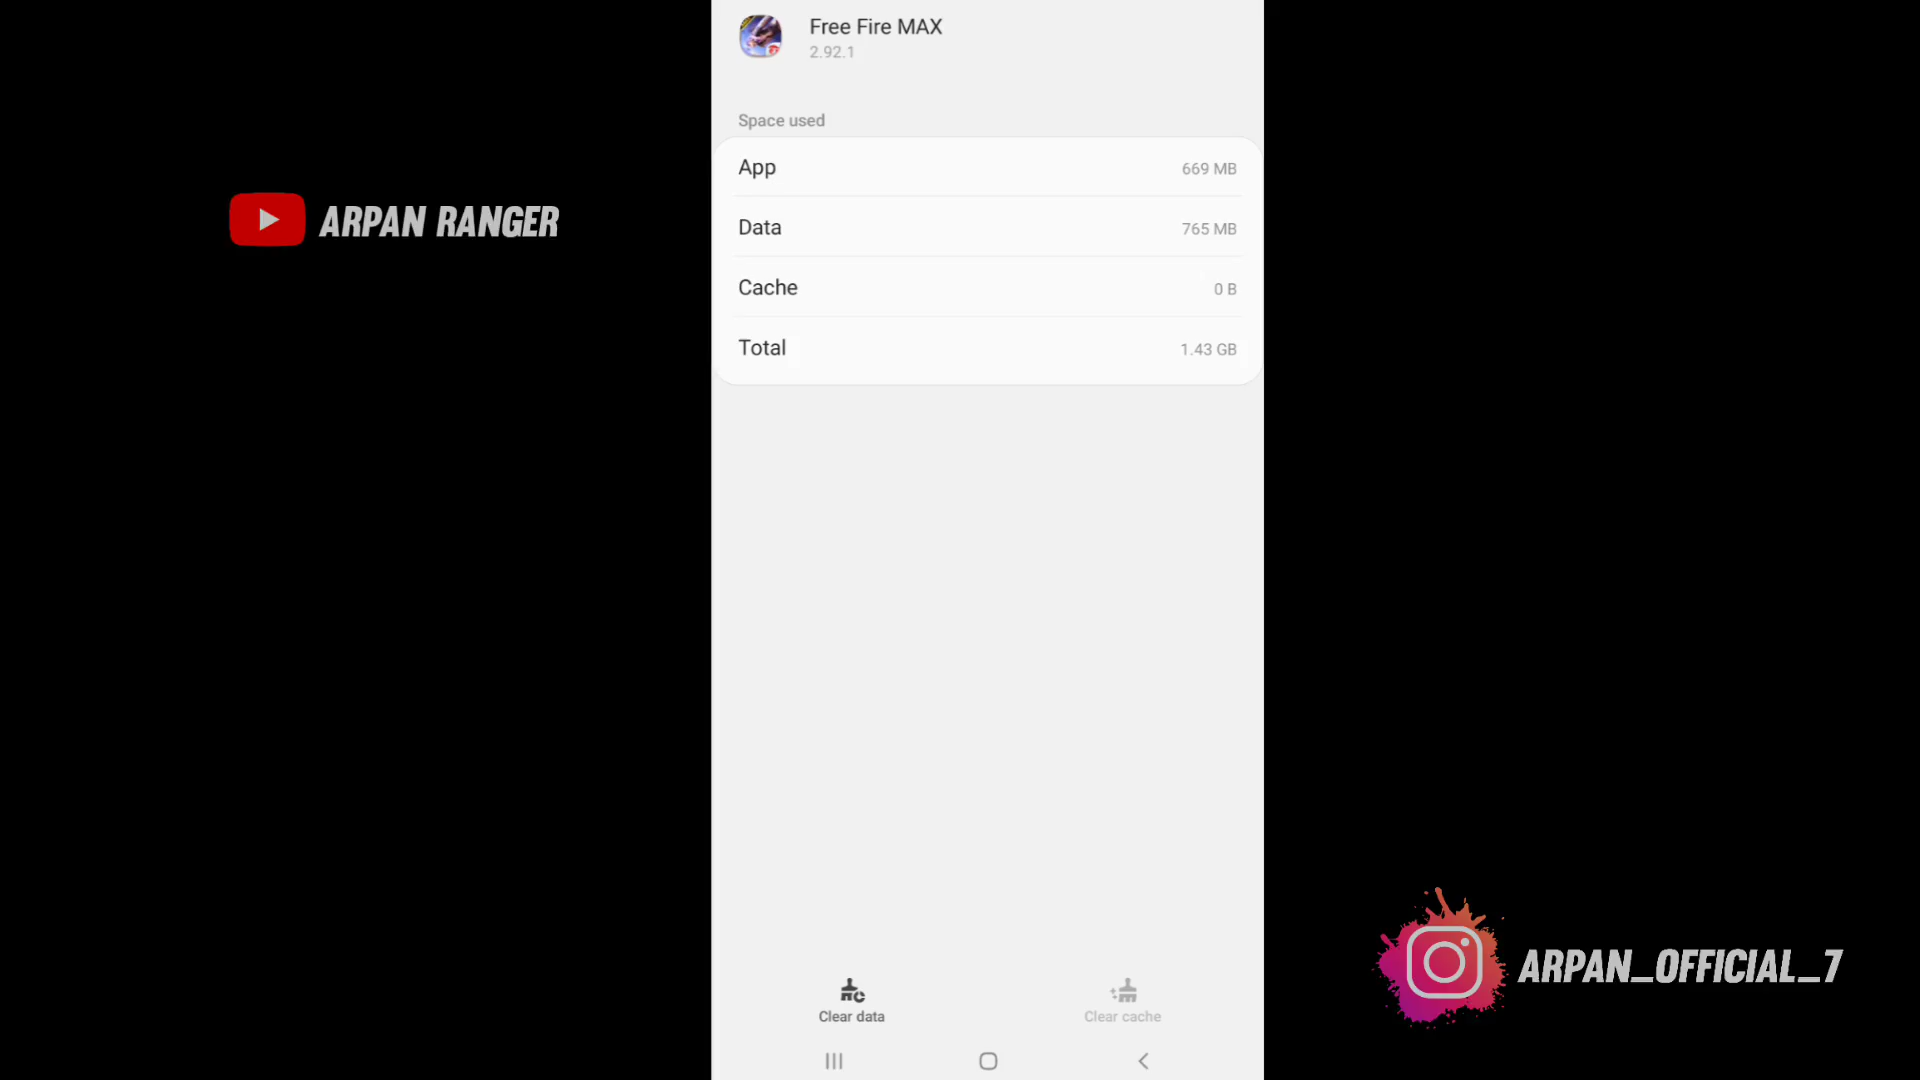 Free Fire MAX
2.92.1
Space used
App 669 MB
Data 765 MB
Cache 0 B
Total 1.43 GB
ARPAN RANGER
ARPAN_OFFICIAL_7
Clear data Clear cache